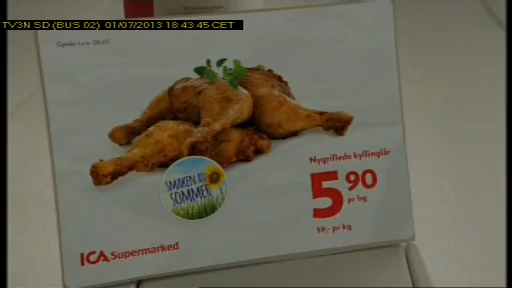 TV3N SD (BUS 02) 01/07/2013 18:43:45 CET
Nygrillede kyllinglår
5 90
pr leg
SMAKEN AV
SOMMER
ICA Supermarked